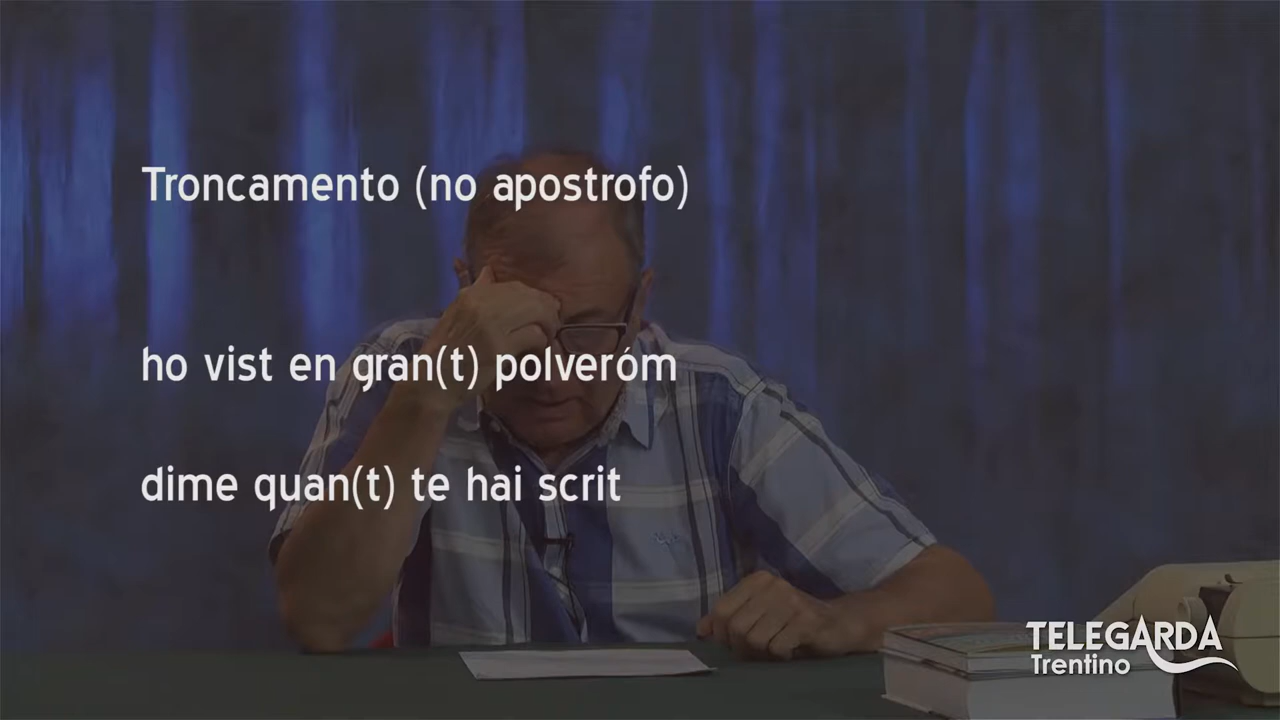 Troncamento (no apostrofo)
ho vist en gran(t) polveróm
dime quan(t) te hai scrit
TELEGARDA
Trentino